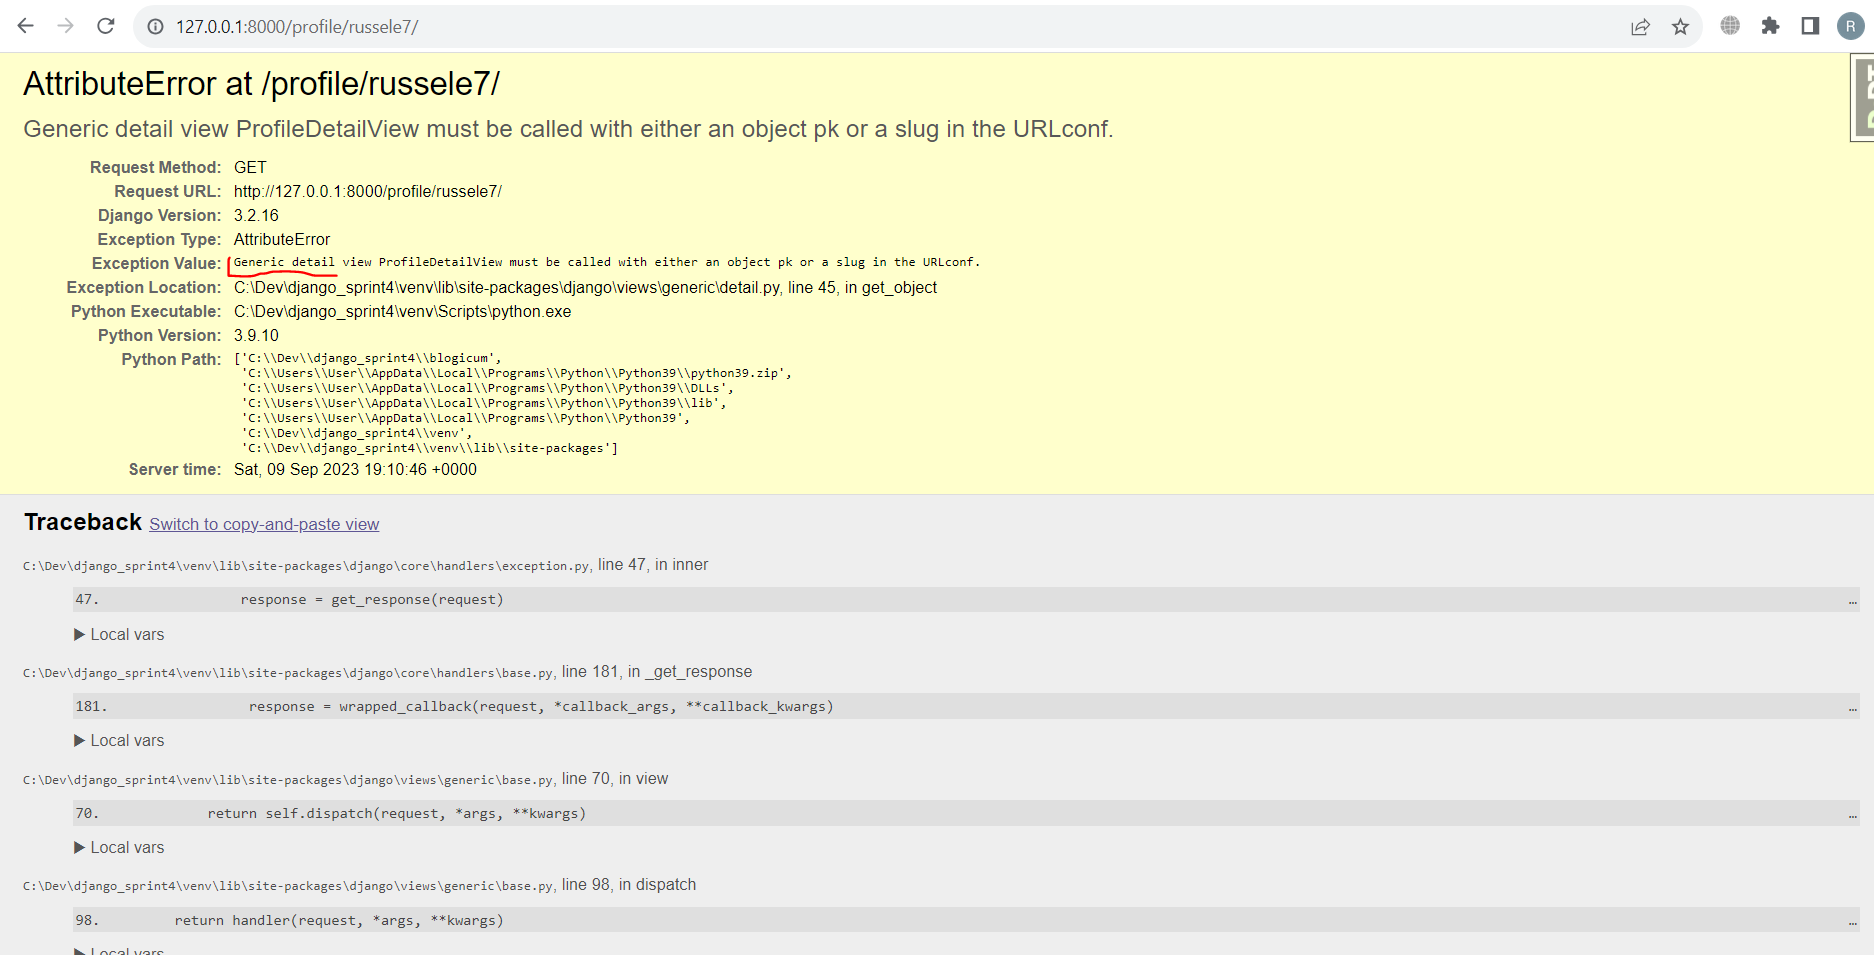 127.0.0.1:8000/profile/russele7/
R
AttributeError at /profile/russele7/
Generic detail view ProfileDetailView must be called with either an object pk or a slug in the URLconf.
Request Method: GET
Request URL: http://127.0.0.1:8000/profile/russele7/
Django Version: 3.2.16
Exception Type: AttributeError
Exception Value: Generic detail view ProfileDetailView must be called with either an object pk or a slug in the URLconf.
Exception Location: C:\Dev\django_sprint4\venv\lib\site-packages\django\views\generic\detail.py, line 45, in get_object
Python Executable: C:\Dev\django_sprint4\venv\Scripts\python.exe
Python Version: 3.9.10
Python Path: ['C:\\Dev\\django_sprint4\\blogicum',
'C:\\Users\\User\\AppData\\Local\\Programs\\Python\\Python39\\python39.zip',
'C:\\Users\\User\\AppData\\Local\\Programs\\Python\\Python39\\DLLs',
'C:\\Users\\User\\AppData\\Local\\Programs\\Python\\Python39\\lib',
'C:\\Users\\User\\AppData\\Local\\Programs\\Python\\Python39',
'C:\\Dev\\django_sprint4\\venv',
'C:\\Dev\\django_sprint4\\venv\\lib\\site-packages']
Server time: Sat, 09 Sep 2023 19:10:46 +0000
Traceback Switch to copy-and-paste view
C:\Dev\django_sprint4\venv\lib\site-packages\django\core\handlers\exception.py, line 47, in inner
47. response = get_response(request) …
▶ Local vars
C:\Dev\django_sprint4\venv\lib\site-packages\django\core\handlers\base.py, line 181, in _get_response
181. response = wrapped_callback(request, *callback_args, **callback_kwargs) …
▶ Local vars
C:\Dev\django_sprint4\venv\lib\site-packages\django\views\generic\base.py, line 70, in view
70. return self.dispatch(request, *args, **kwargs) …
▶ Local vars
C:\Dev\django_sprint4\venv\lib\site-packages\django\views\generic\base.py, line 98, in dispatch
98. return handler(request, *args, **kwargs) …
▶ Local vars